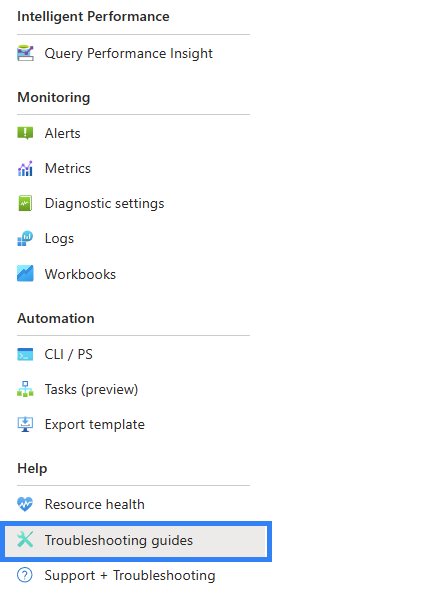 Intelligent Performance
Query Performance Insight
Monitoring
Alerts
Metrics
Diagnostic settings
Logs
Workbooks
Automation
CLI / PS
Tasks (preview)
Export template
Help
Resource health
Troubleshooting guides
Support + Troubleshooting